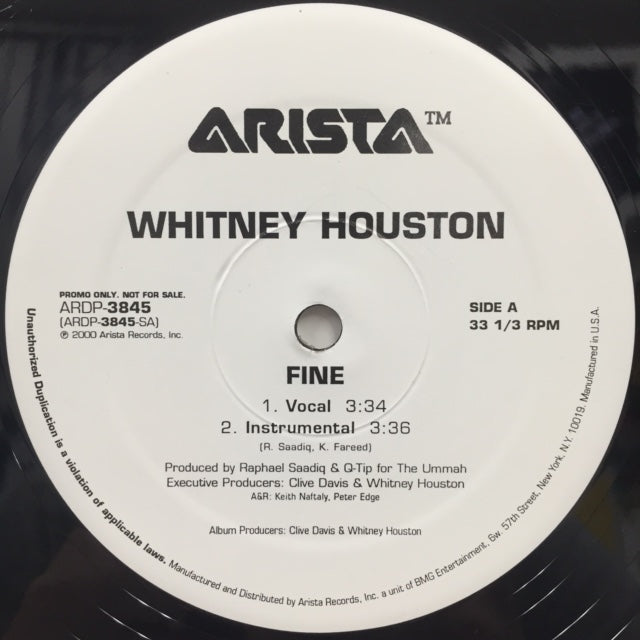 ARISTA™
WHITNEY HOUSTON
PROMO ONLY. NOT FOR SALE.
ARDP-3845
(ARDP-3845-SA)
℗ 2000 Arista Records, Inc.
SIDE A
33 1/3 RPM
FINE
1. Vocal 3:34
2. Instrumental 3:36
(R. Saadiq, K. Fareed)
Produced by Raphael Saadiq & Q-Tip for The Ummah
Executive Producers: Clive Davis & Whitney Houston
A&R: Keith Naftaly, Peter Edge
Album Producers: Clive Davis & Whitney Houston
Unauthorized Duplication is a violation of applicable laws. Manufactured and Distributed by Arista Records, Inc. a unit of BMG Entertainment, 6w. 57th Street, New York, N.Y. 10019. Manufactured in U.S.A.